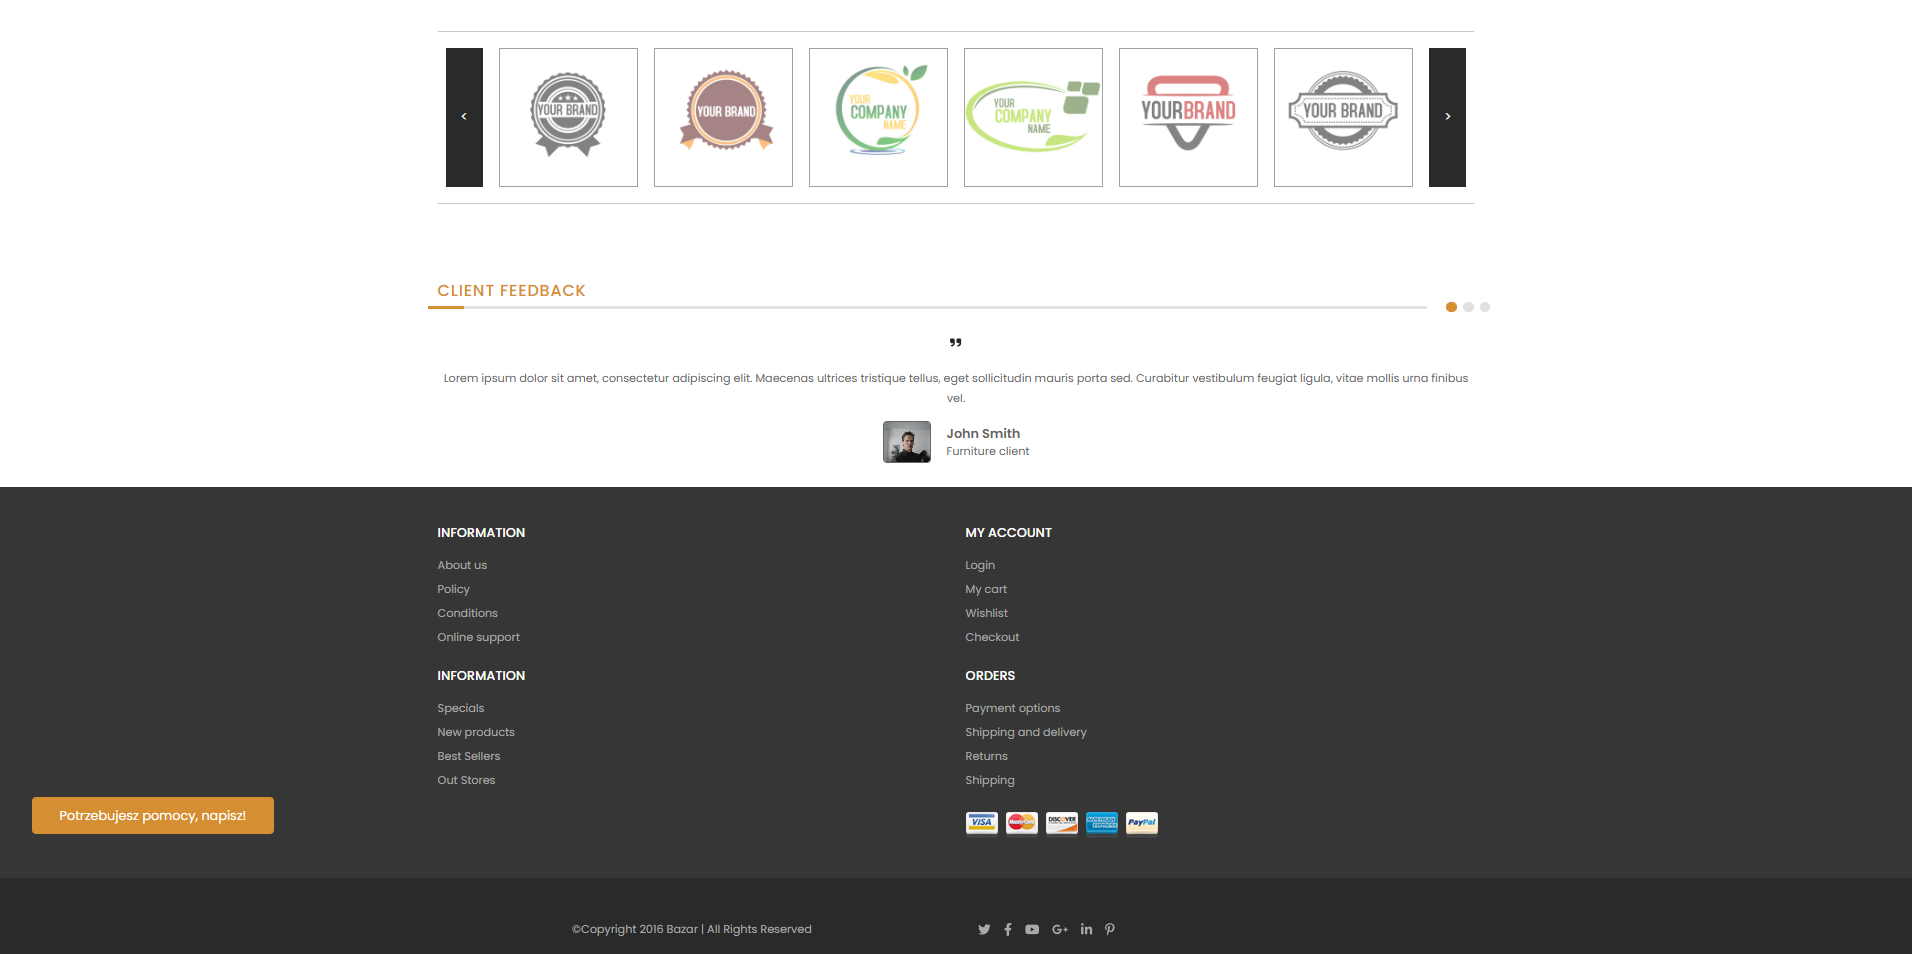 YOUR BRAND
YOUR BRAND
YOUR
COMPANY
NAME
YOUR
COMPANY
NAME
YOURBRAND
YOUR BRAND
CLIENT FEEDBACK
Lorem ipsum dolor sit amet, consectetur adipiscing elit. Maecenas ultrices tristique tellus, eget sollicitudin mauris porta sed. Curabitur vestibulum feugiat ligula, vitae mollis urna finibus
vel.
John Smith
Furniture client
INFORMATION
About us
Policy
Conditions
Online support
MY ACCOUNT
Login
My cart
Wishlist
Checkout
INFORMATION
Specials
New products
Best Sellers
Out Stores
ORDERS
Payment options
Shipping and delivery
Returns
Shipping
VISA
MasterCard
DISCOVER
AMERICAN
EXPRESS
PayPal
Potrzebujesz pomocy, napisz!
©Copyright 2016 Bazar | All Rights Reserved